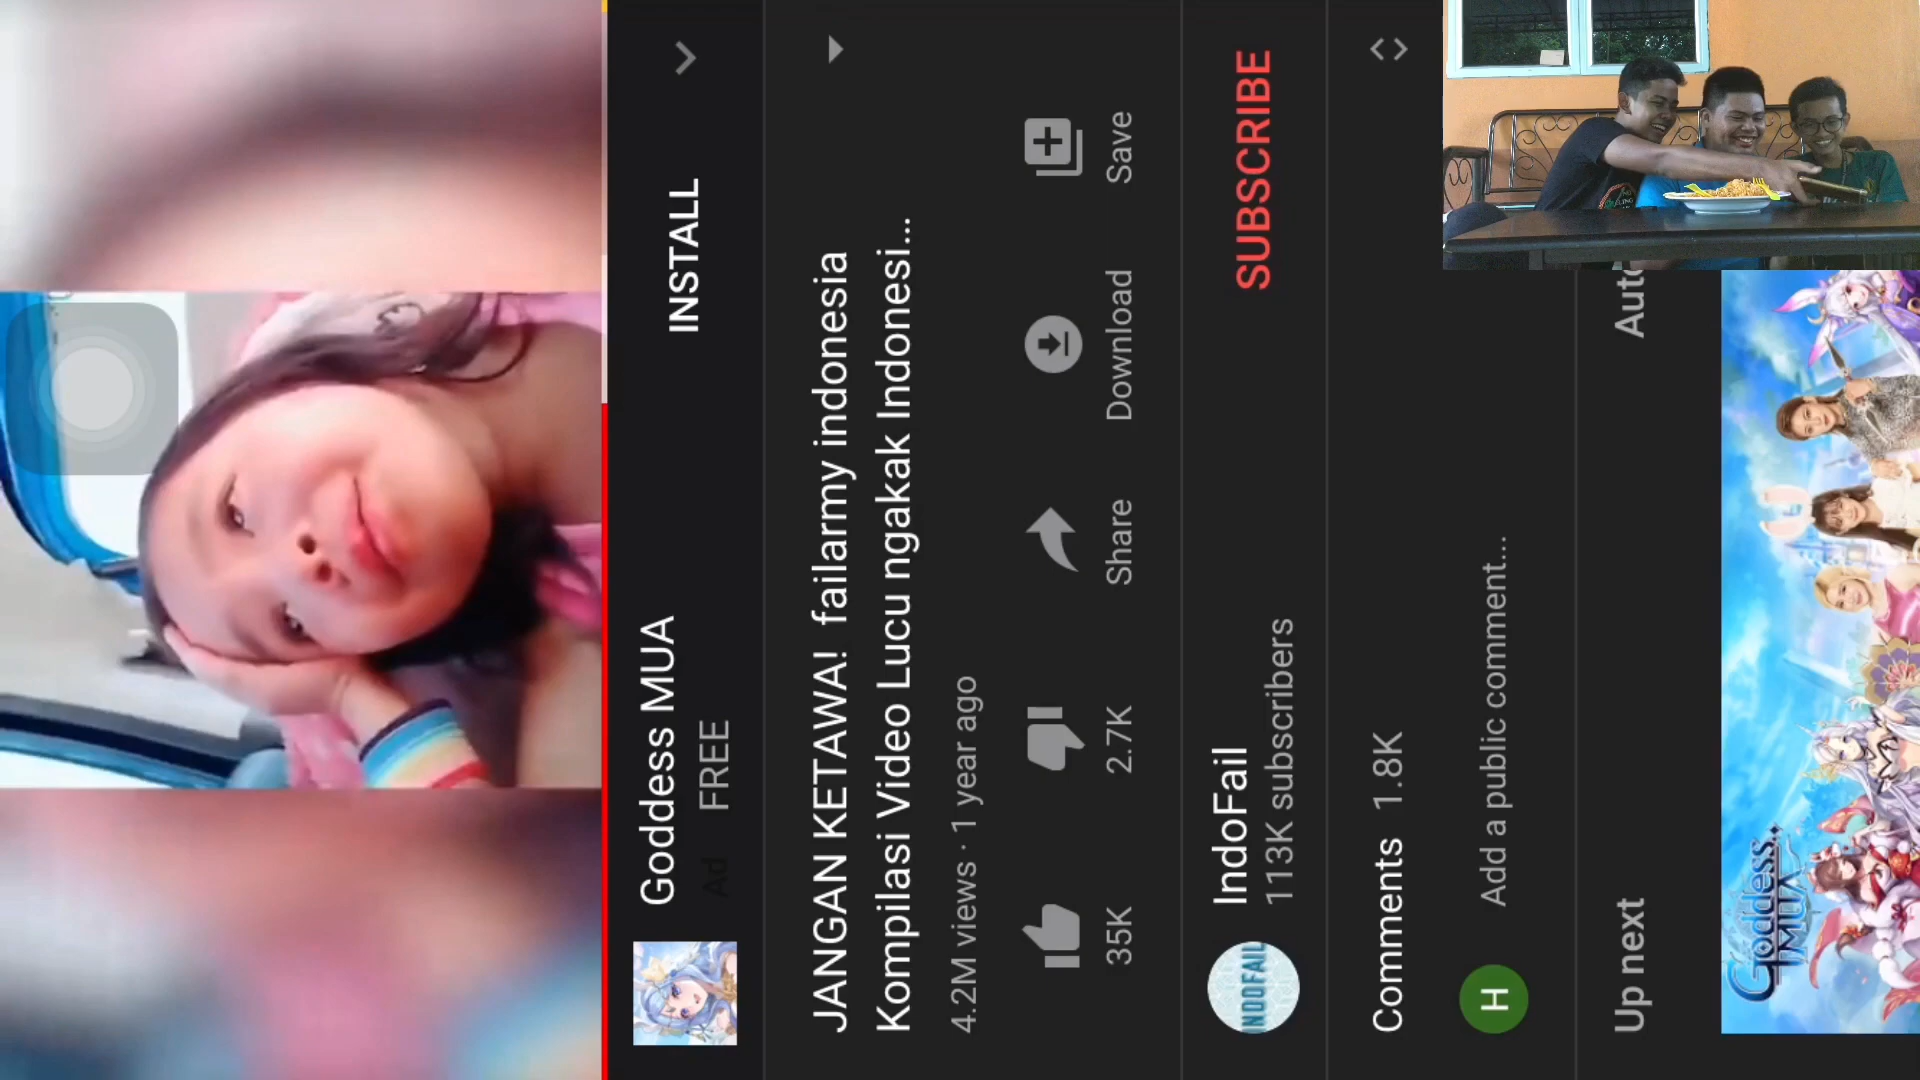 Goddess MUA
Ad FREE
INSTALL
JANGAN KETAWA! failarmy indonesia
Kompilasi Video Lucu ngakak Indonesi...
4.2M views · 1 year ago
35K
2.7K
Share
Download
Save
INDOFAIL
IndoFail
113K subscribers
SUBSCRIBE
Comments 1.8K
H
Add a public comment...
Up next
Auto
Goddess
MUA